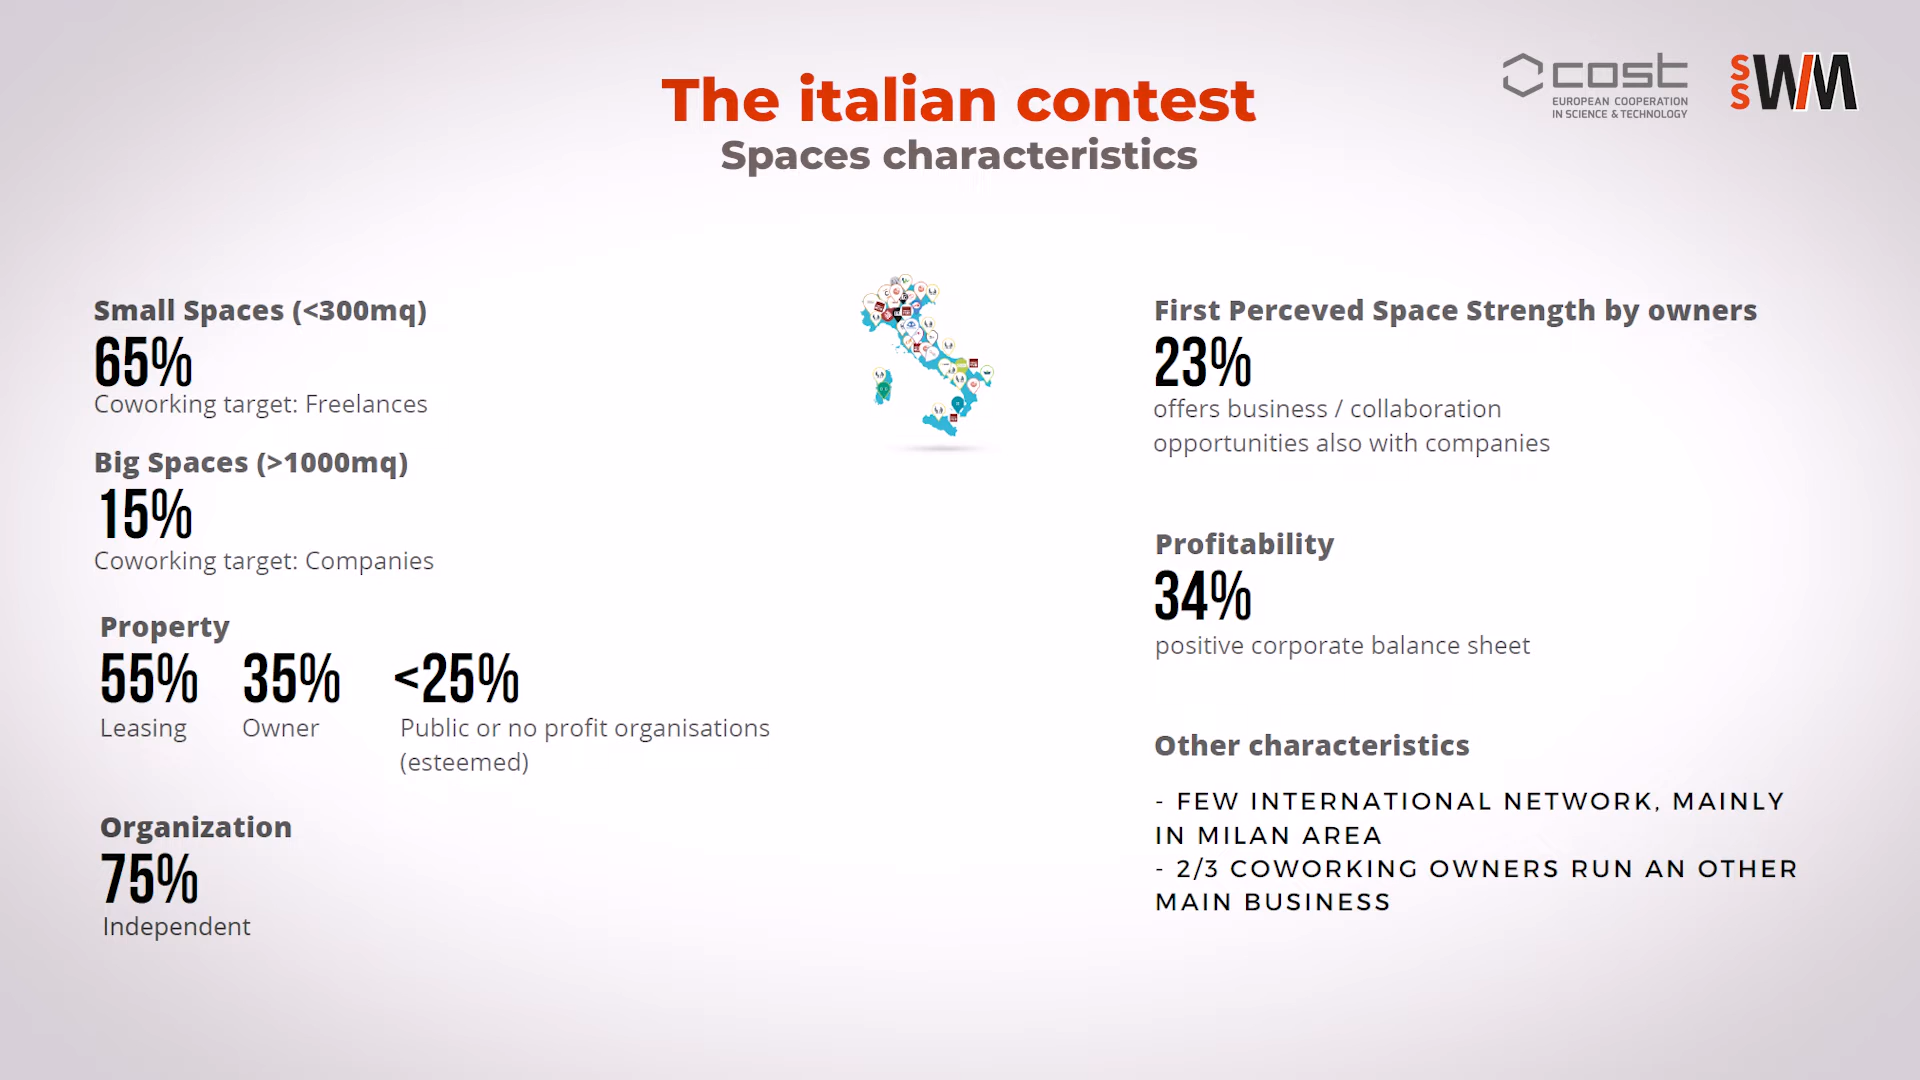 The italian contest
Spaces characteristics
cost
EUROPEAN COOPERATION
IN SCIENCE & TECHNOLOGY
SS WM
Small Spaces (<300mq)
65%
Coworking target: Freelances
Big Spaces (>1000mq)
15%
Coworking target: Companies
Property
55% 35% <25%
Leasing Owner Public or no profit organisations
(esteemed)
Organization
75%
Independent
First Perceved Space Strength by owners
23%
offers business / collaboration
opportunities also with companies
Profitability
34%
positive corporate balance sheet
Other characteristics
- FEW INTERNATIONAL NETWORK, MAINLY
IN MILAN AREA
- 2/3 COWORKING OWNERS RUN AN OTHER
MAIN BUSINESS